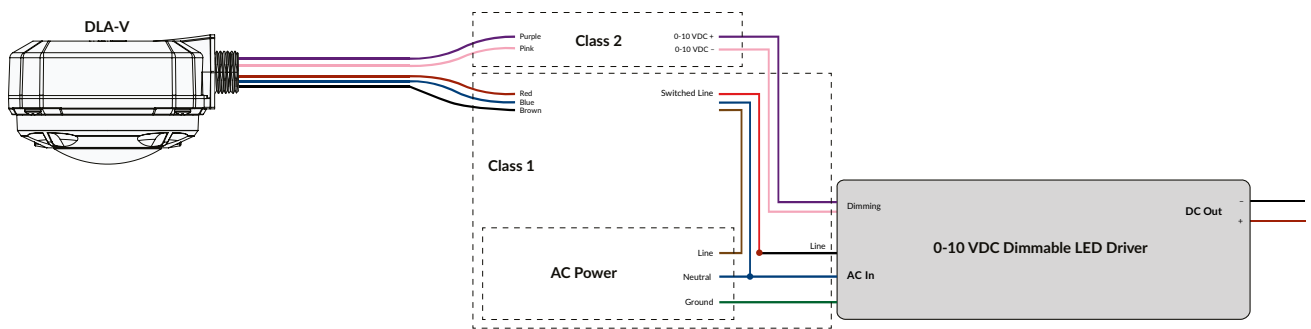 DLA-V
Purple
Pink
Class 2
0-10 VDC +
0-10 VDC –
Red
Blue
Brown
Switched Line
Class 1
AC Power
Line
Neutral
Ground
Line
Dimming
AC In
0-10 VDC Dimmable LED Driver
DC Out
–
+